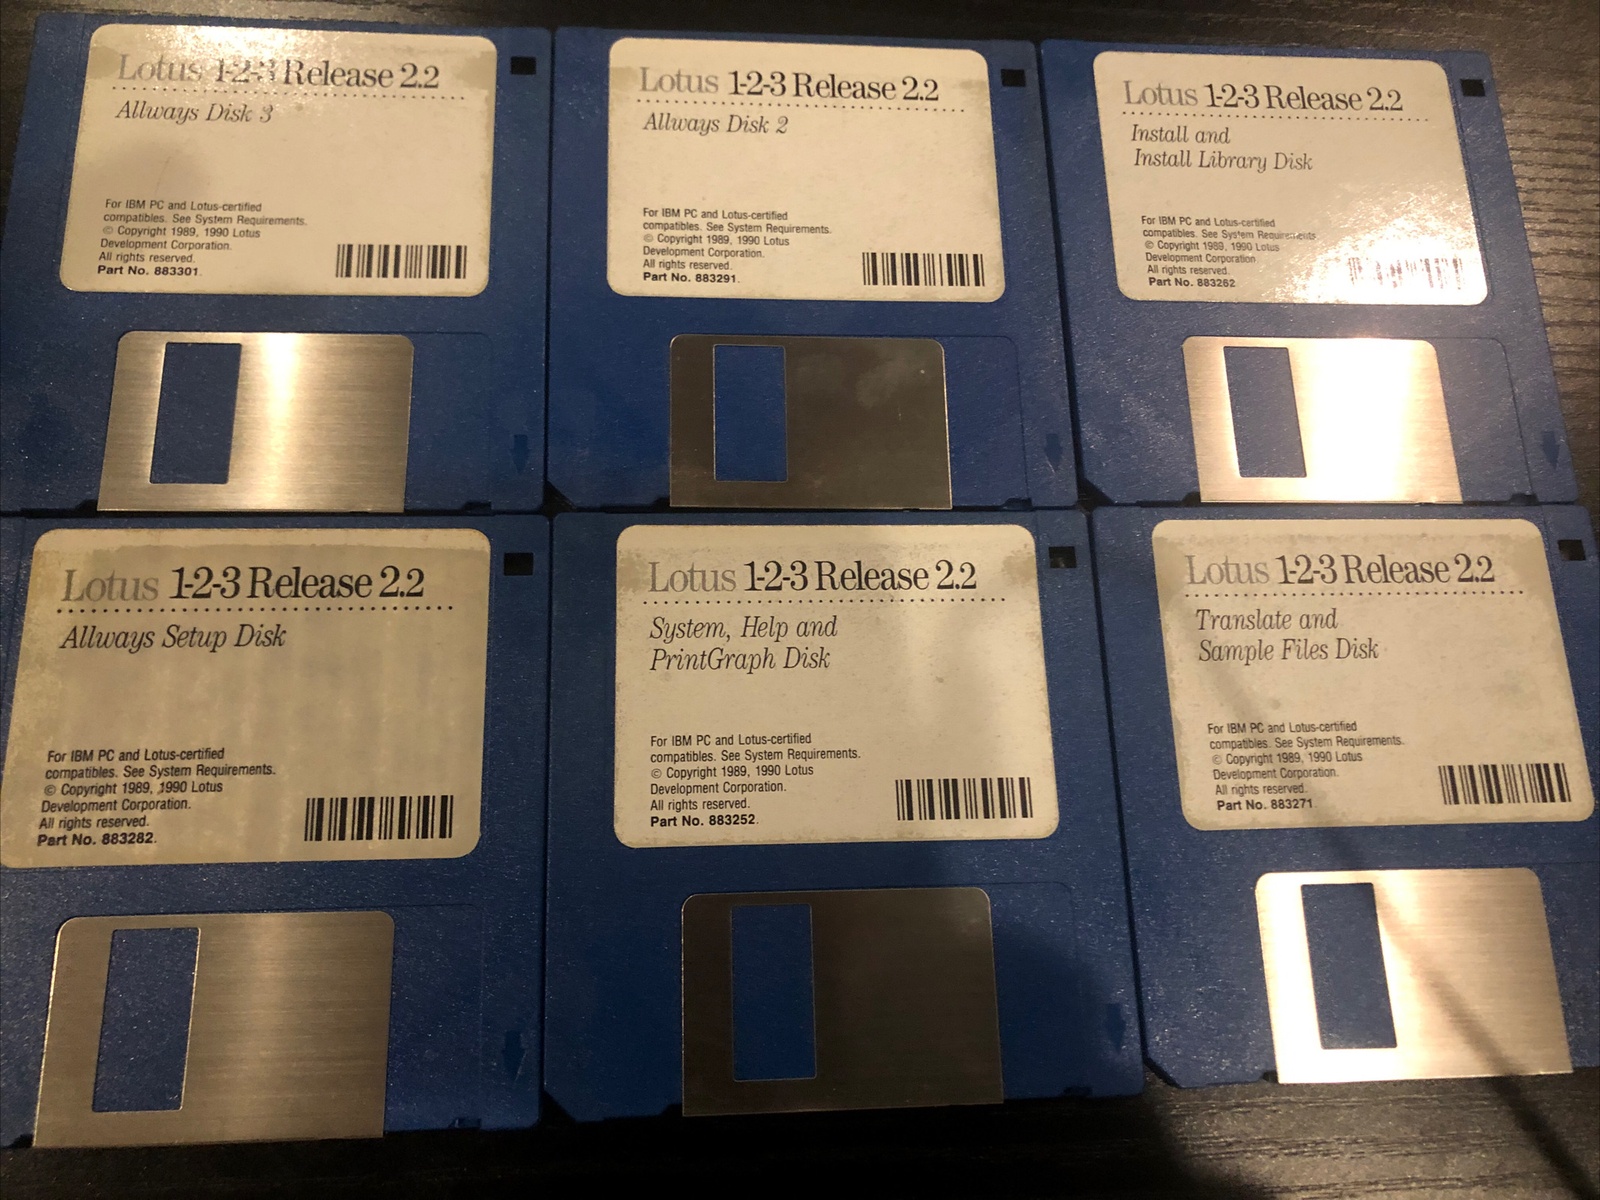 Lotus 1-2-3 Release 2.2
Allways Disk 3
For IBM PC and Lotus-certified
compatibles. See System Requirements.
© Copyright 1989, 1990 Lotus
Development Corporation.
All rights reserved.
Part No. 883301.
Lotus 1-2-3 Release 2.2
Allways Disk 2
For IBM PC and Lotus-certified
compatibles. See System Requirements.
© Copyright 1989, 1990 Lotus
Development Corporation.
All rights reserved.
Part No. 883291.
Lotus 1-2-3 Release 2.2
Install and
Install Library Disk
For IBM PC and Lotus-certified
compatibles. See System Requirements.
© Copyright 1989, 1990 Lotus
Development Corporation.
All rights reserved.
Part No. 883262
Lotus 1-2-3 Release 2.2
Allways Setup Disk
For IBM PC and Lotus-certified
compatibles. See System Requirements.
© Copyright 1989, 1990 Lotus
Development Corporation.
All rights reserved.
Part No. 883282.
Lotus 1-2-3 Release 2.2
System, Help and
PrintGraph Disk
For IBM PC and Lotus-certified
compatibles. See System Requirements.
© Copyright 1989, 1990 Lotus
Development Corporation.
All rights reserved.
Part No. 883252.
Lotus 1-2-3 Release 2.2
Translate and
Sample Files Disk
For IBM PC and Lotus-certified
compatibles. See System Requirements.
© Copyright 1989, 1990 Lotus
Development Corporation.
All rights reserved.
Part No. 883271.